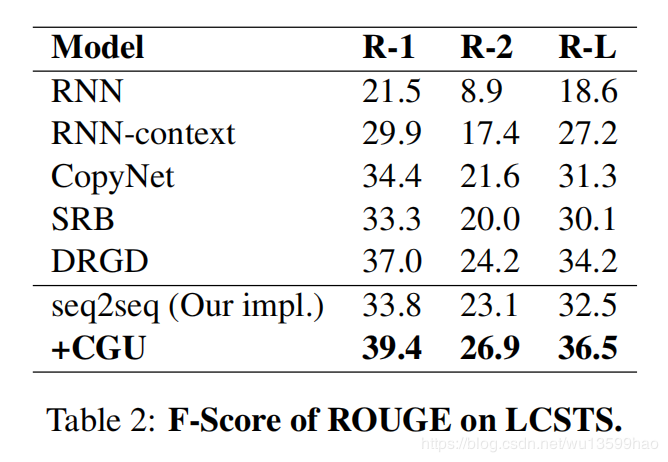 Model R-1 R-2 R-L
RNN 21.5 8.9 18.6
RNN-context 29.9 17.4 27.2
CopyNet 34.4 21.6 31.3
SRB 33.3 20.0 30.1
DRGD 37.0 24.2 34.2
seq2seq (Our impl.) 33.8 23.1 32.5
+CGU 39.4 26.9 36.5
Table 2: F-Score of ROUGE on LCSTS.
https://blog.csdn.net/wu13599hao